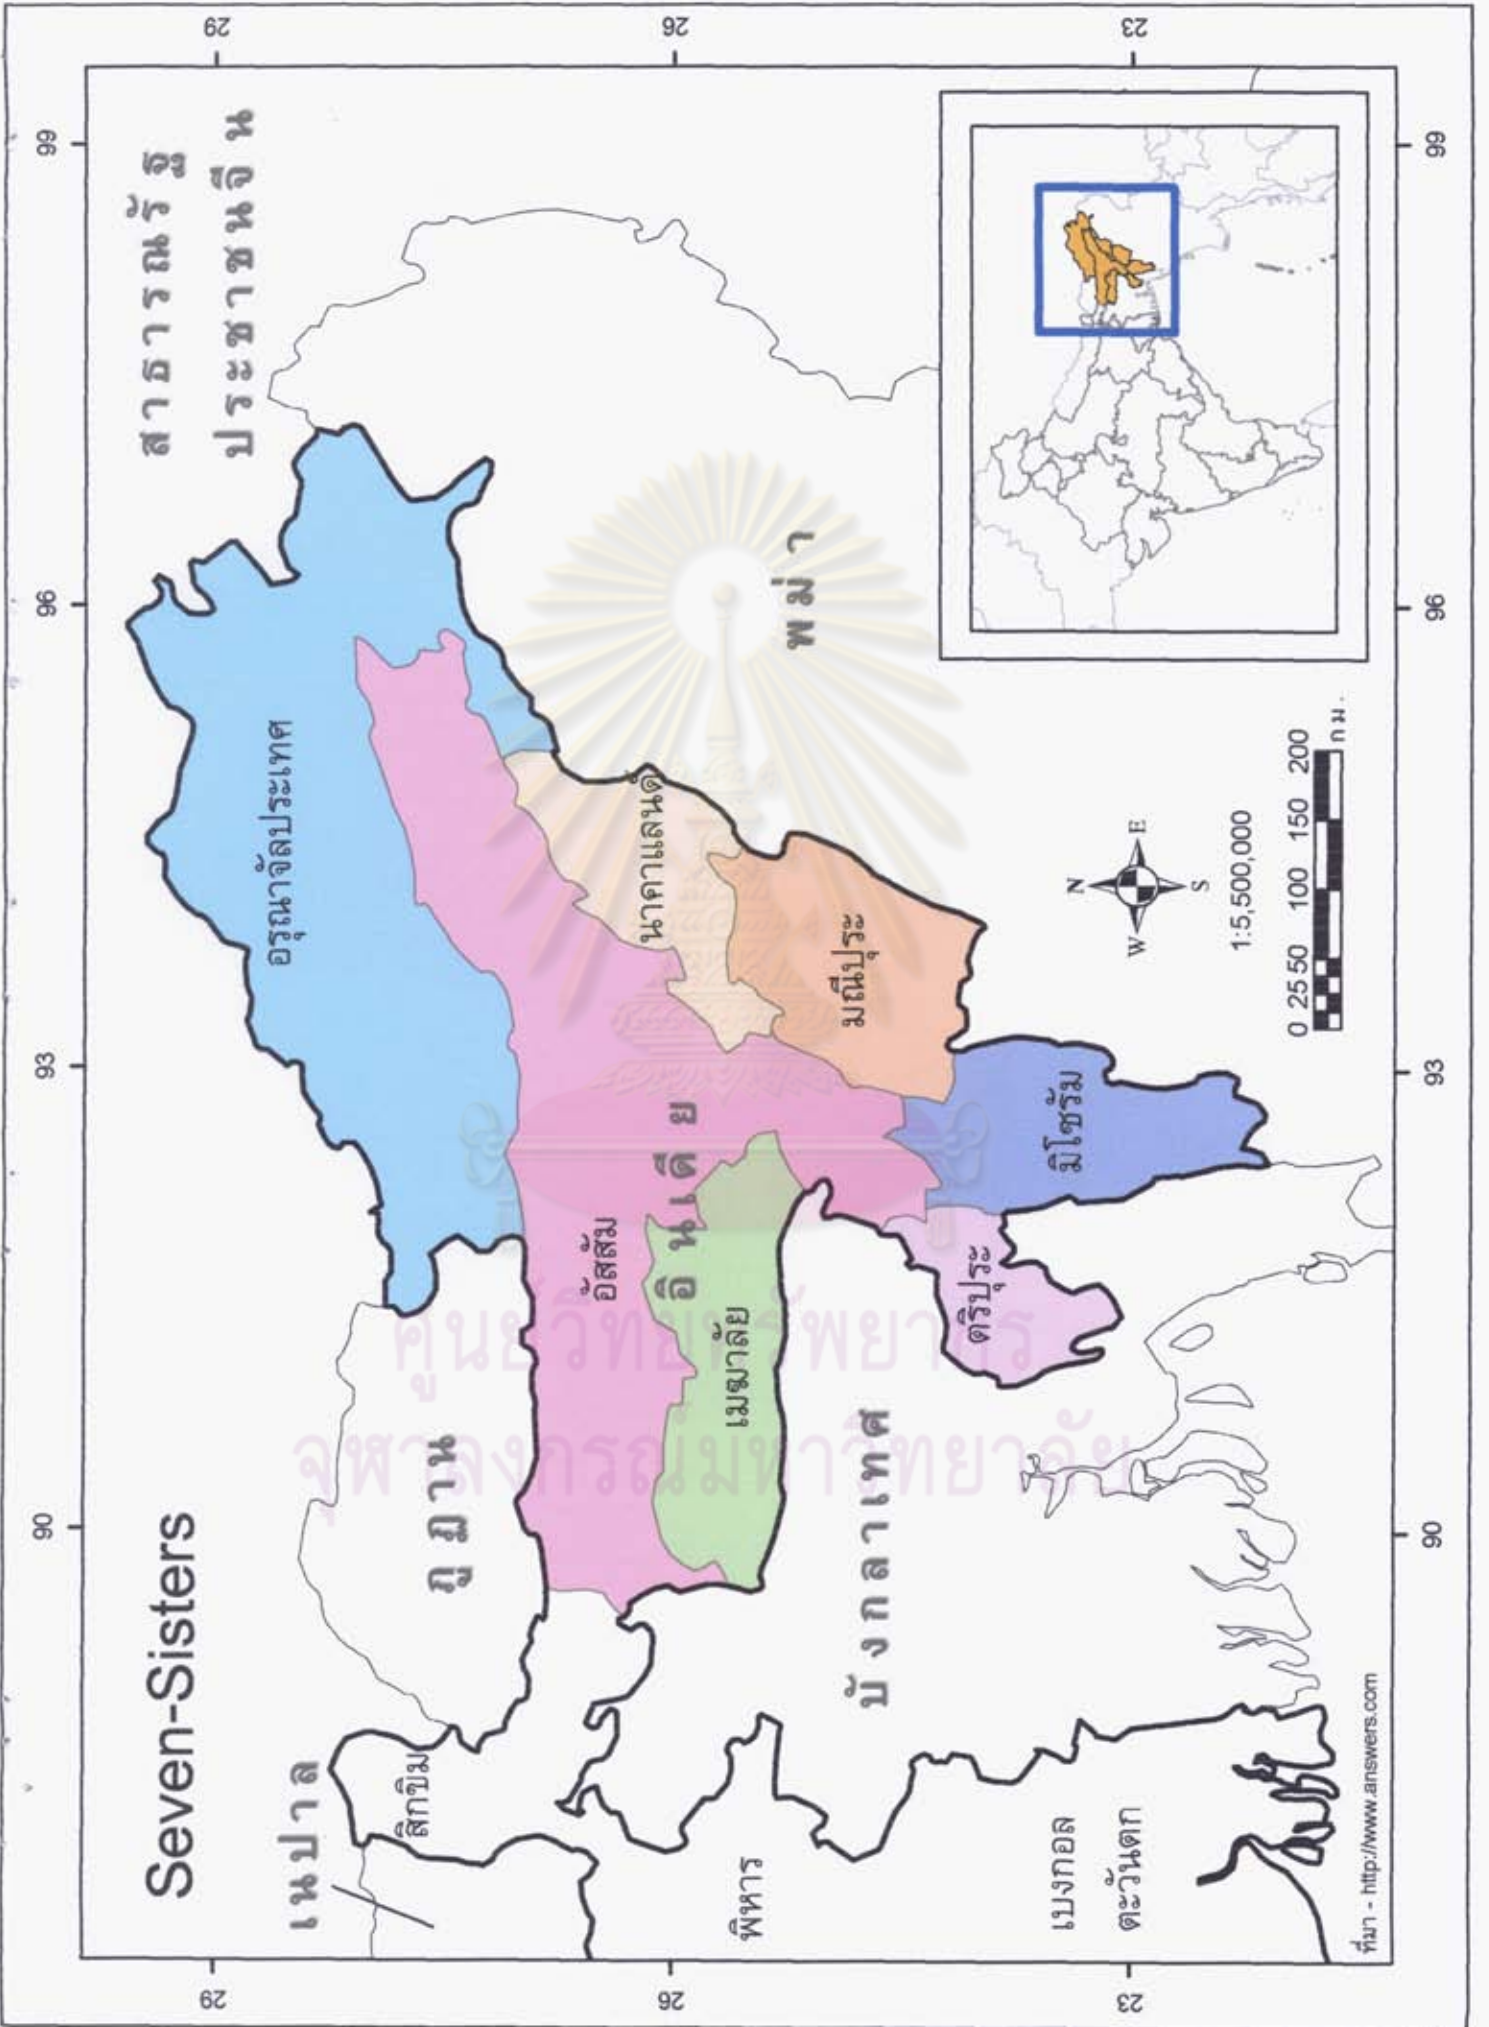 Seven-Sisters
90
93
96
99
29
26
23
29
26
23
90
93
96
99
สาธารณรัฐ
ประชาชนจีน
เนปาล
สิกขิม
ภูฏาน
อรุณาจัลประเทศ
อัสสัม
อินเดีย
นาคาแลนด์
พม่า
เมฆาลัย
มณีปุระ
บังกลาเทศ
ตริปุระ
มิโซรัม
พิหาร
เบงกอล
ตะวันตก
N
W
E
S
1:5,500,000
0 25 50 100 150 200
กม.
ที่มา - http://www.answers.com
ศูนย์วิทยทรัพยากร
จุฬาลงกรณ์มหาวิทยาลัย